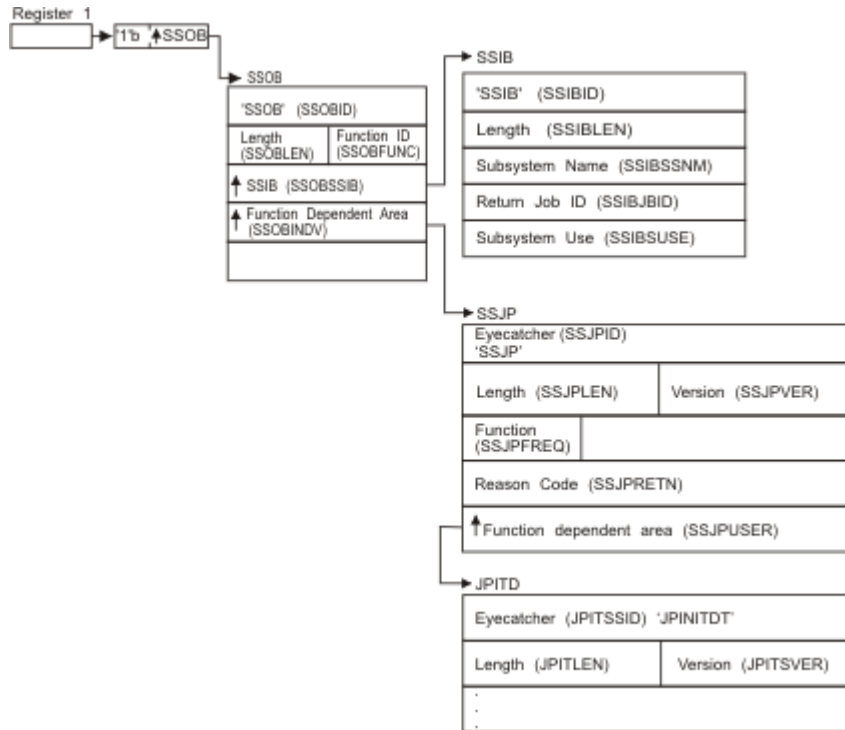 Register 1
'1'b SSOB
SSOB
'SSOB' (SSOBID)
Length Function ID
(SSOBLEN) (SSOBFUNC)
SSIB (SSOBSSIB)
Function Dependent Area
(SSOBINDV)
SSIB
'SSIB' (SSIBID)
Length (SSIBLEN)
Subsystem Name (SSIBSSNM)
Return Job ID (SSIBJBID)
Subsystem Use (SSIBSUSE)
SSJP
Eyecatcher (SSJPID)
'SSJP'
Length (SSJPLEN) Version (SSJPVER)
Function
(SSJPFREQ)
Reason Code (SSJPRETN)
Function dependent area (SSJPUSER)
JPITD
Eyecatcher (JPITSSID) 'JPINITDT'
Length (JPITLEN) Version (JPITSVER)
.
.
.